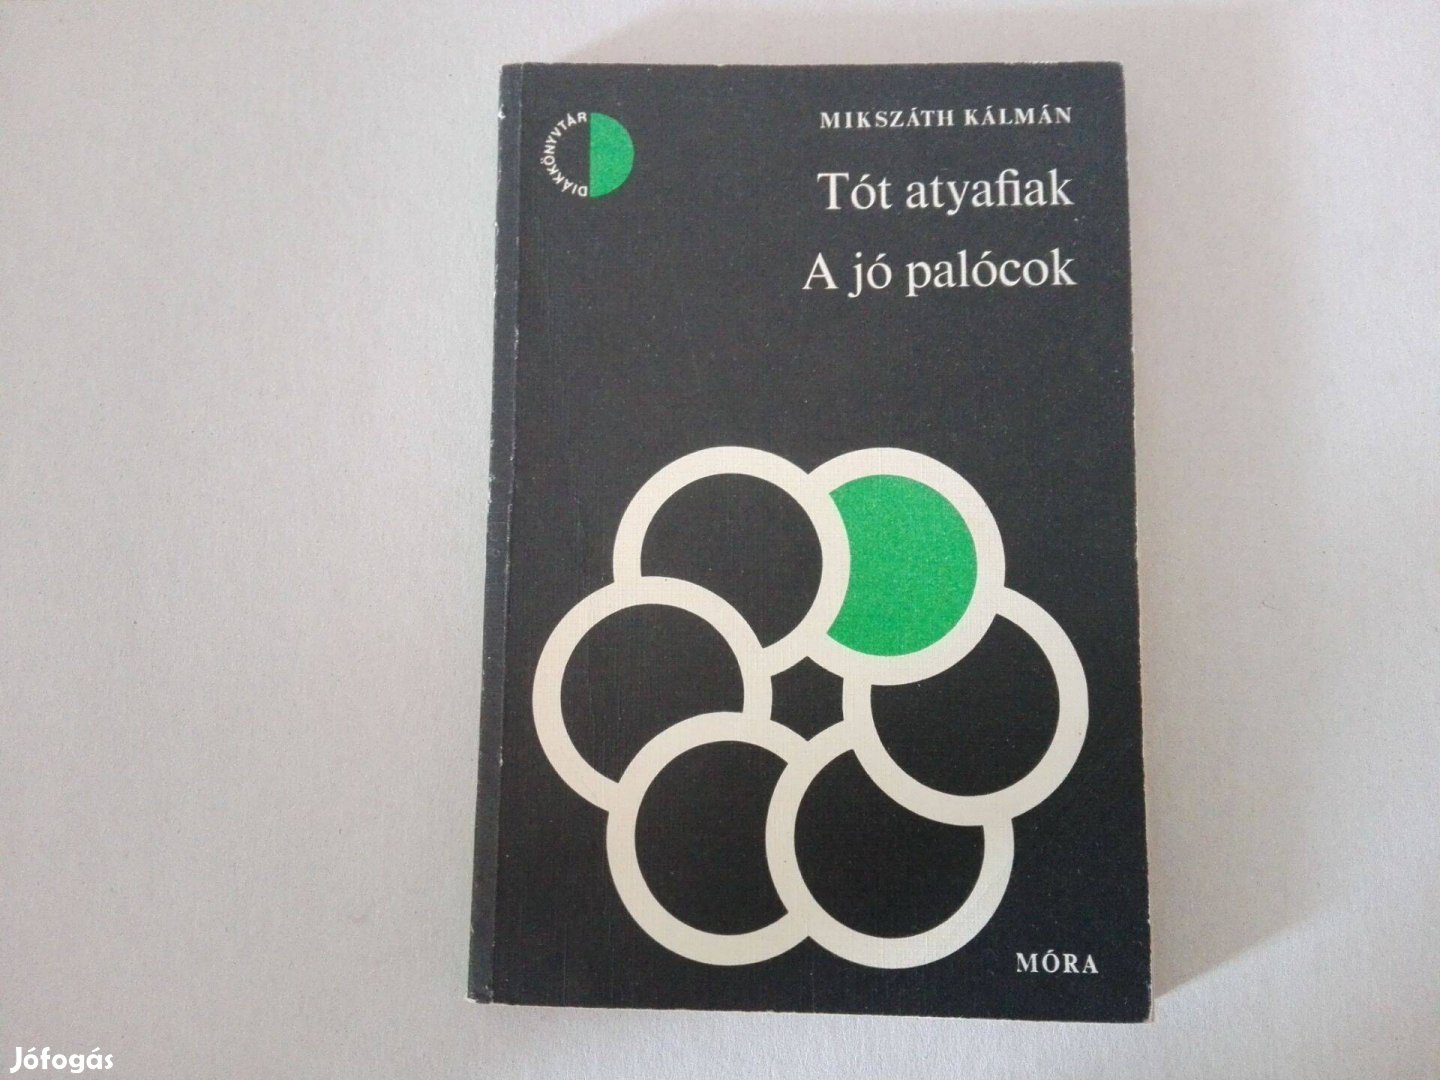 DIÁKKÖNYVTÁR
MIKSZÁTH KÁLMÁN
Tót atyafiak
A jó palócok
MÓRA
Jófogás